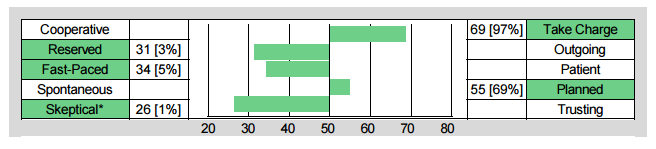 Cooperative 69 [97%] Take Charge
Reserved 31 [3%] Outgoing
Fast-Paced 34 [5%] Patient
Spontaneous 55 [69%] Planned
Skeptical* 26 [1%] Trusting
20 30 40 50 60 70 80